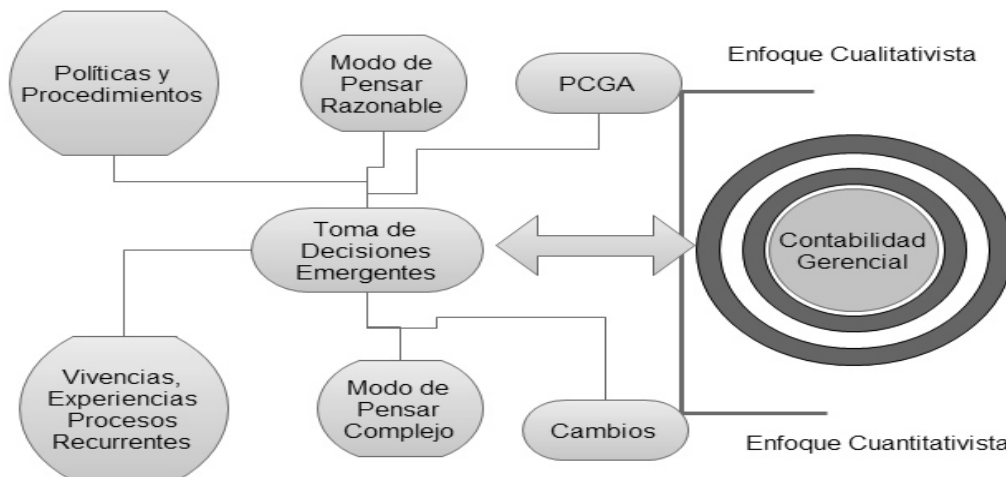 Políticas y
Procedimientos
Modo de
Pensar
Razonable
PCGA
Enfoque Cualitativista
Toma de
Decisiones
Emergentes
Contabilidad
Gerencial
Vivencias,
Experiencias
Procesos
Recurrentes
Modo de
Pensar
Complejo
Cambios
Enfoque Cuantitativista